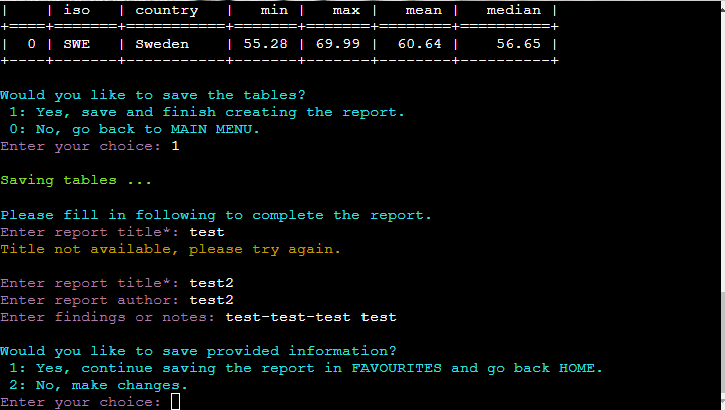 |    | iso   | country   |   min |   max |   mean |   median |
+====+=======+===========+=======+=======+========+==========+
|  0 | SWE   | Sweden    | 55.28 | 69.99 |  60.64 |    56.65 |
+----+-------+-----------+-------+-------+--------+----------+
Would you like to save the tables?
 1: Yes, save and finish creating the report.
 0: No, go back to MAIN MENU.
Enter your choice: 1
Saving tables ...
Please fill in following to complete the report.
Enter report title*: test
Title not available, please try again.
Enter report title*: test2
Enter report author: test2
Enter findings or notes: test-test-test test
Would you like to save provided information?
 1: Yes, continue saving the report in FAVOURITES and go back HOME.
 2: No, make changes.
Enter your choice: